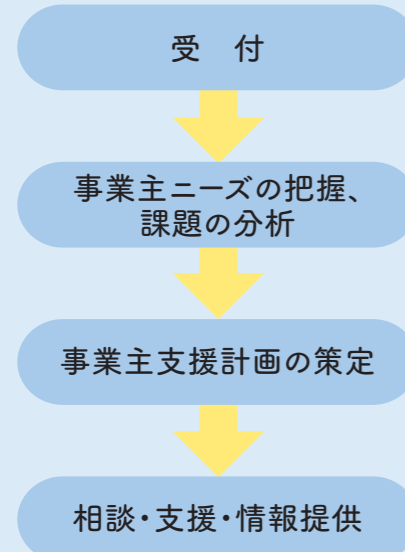 受　付
事業主ニーズの把握、
課題の分析
事業主支援計画の策定
相談・支援・情報提供